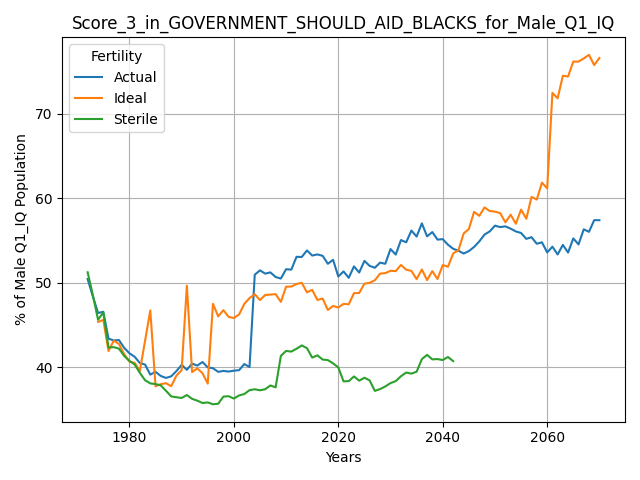 Score_3_in_GOVERNMENT_SHOULD_AID_BLACKS_for_Male_Q1_IQ
Fertility
Actual
Ideal
Sterile
% of Male Q1_IQ Population
70
60
50
40
1980
2000
2020
2040
2060
Years